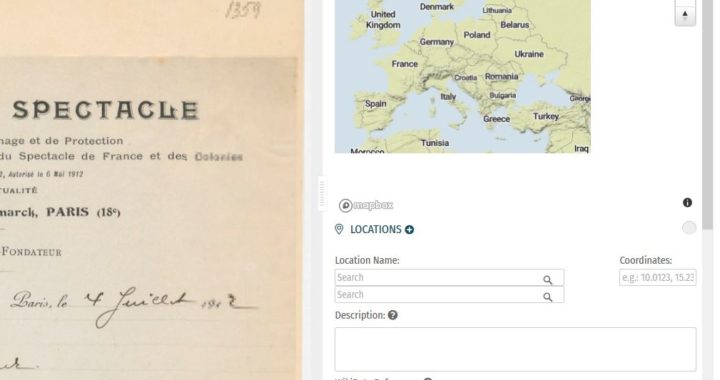 1359
SPECTACLE
nage et de Protection
du Spectacle de France et des Colonies
2, Autorisé le 6 Mai 1912
TUALITÉ
marck, PARIS (18e)
-FONDATEUR
Paris, le 4 Juillet 1912
United Kingdom
Denmark
Lithuania
Belarus
Poland
Germany
Ukraine
France
Croatia
Romania
Italy
Bulgaria
Georg
Spain
Greece
Turkey
Tunisia
Morocco
Iraq
mapbox
LOCATIONS
Location Name:
Coordinates:
Search
e.g.: 10.0123, 15.23
Search
Description: